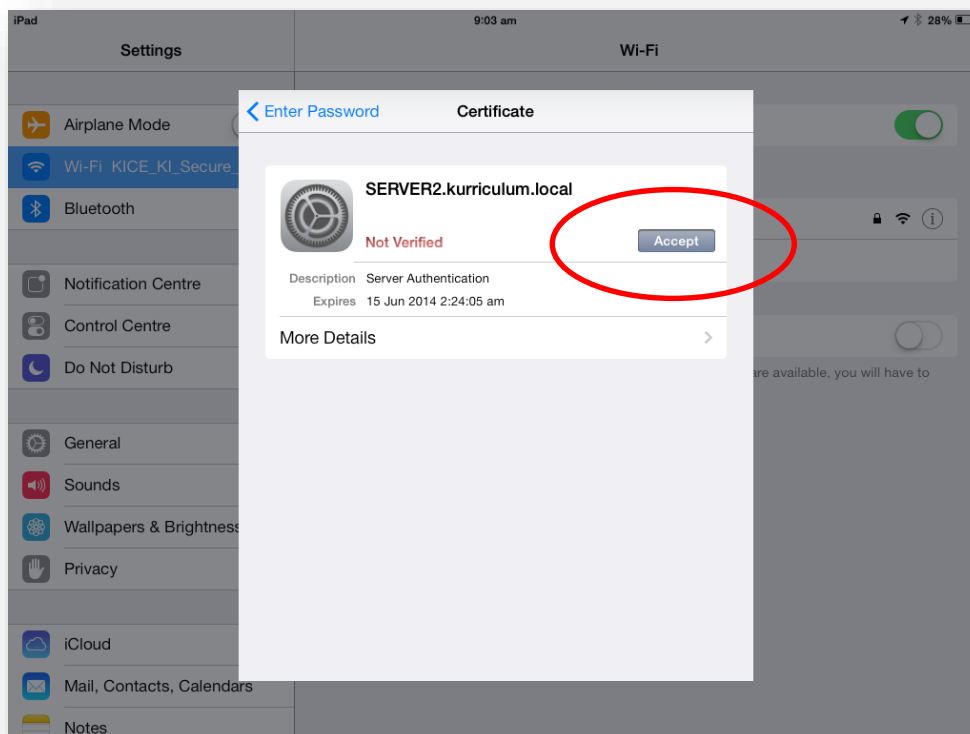 iPad 9:03 am 28%
Settings Wi-Fi
Enter Password Certificate
Airplane Mode
Wi-Fi KICE_KI_Secure_
Bluetooth
SERVER2.kurriculum.local
Not Verified Accept
Description Server Authentication
Expires 15 Jun 2014 2:24:05 am
More Details
Notification Centre
Control Centre
Do Not Disturb
are available, you will have to
General
Sounds
Wallpapers & Brightness
Privacy
iCloud
Mail, Contacts, Calendars
Notes